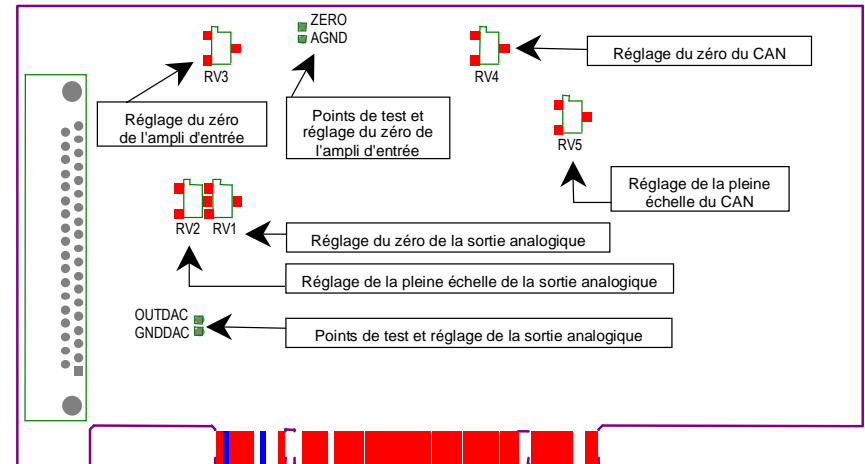 ZERO
AGND
RV3
RV4
Réglage du zéro du CAN
Réglage du zéro
de l'ampli d'entrée
Points de test et
réglage du zéro de
l'ampli d'entrée
RV5
Réglage de la pleine
échelle du CAN
RV2
RV1
Réglage du zéro de la sortie analogique
Réglage de la pleine échelle de la sortie analogique
OUTDAC
GNDDAC
Points de test et réglage de la sortie analogique